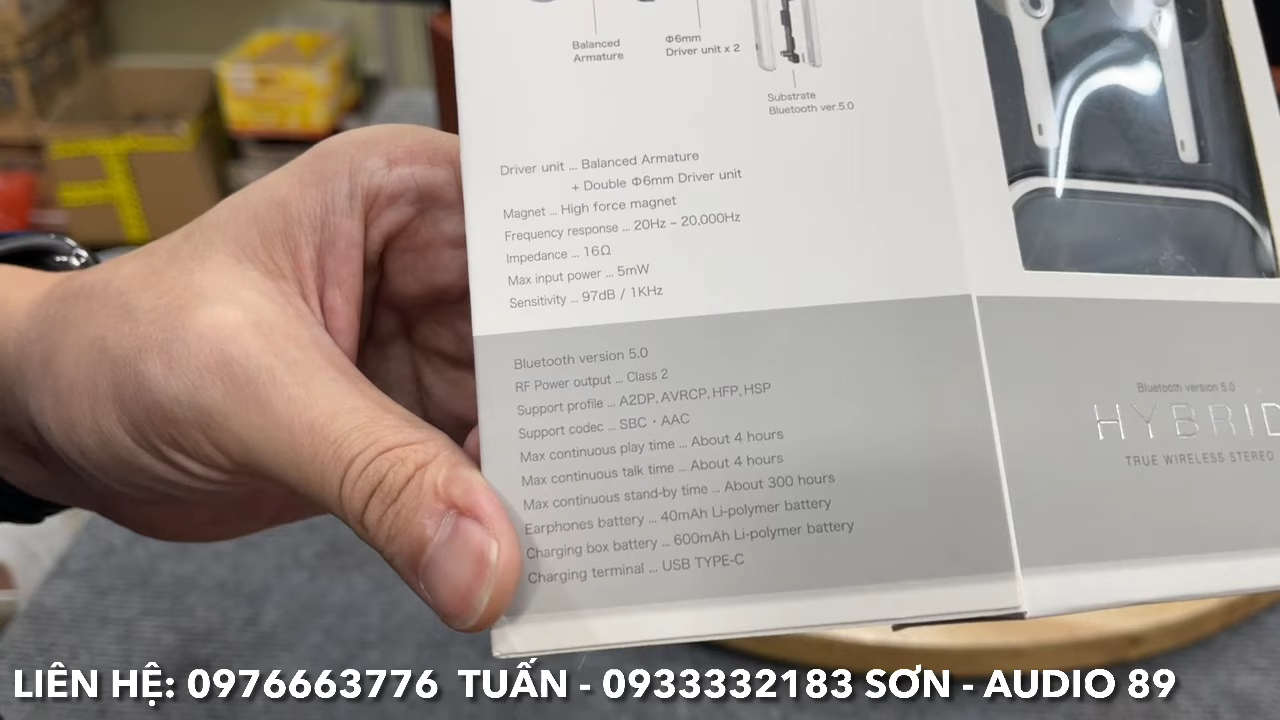 Balanced
Armature
Φ6mm
Driver unit x 2
Substrate
Bluetooth ver.5.0
Driver unit ... Balanced Armature
+ Double Φ6mm Driver unit
Magnet ... High force magnet
Frequency response ... 20Hz – 20,000Hz
Impedance ... 16Ω
Max input power ... 5mW
Sensitivity ... 97dB / 1KHz
Bluetooth version 5.0
RF Power output ... Class 2
Support profile ... A2DP, AVRCP, HFP, HSP
Support codec ... SBC・AAC
Max continuous play time ... About 4 hours
Max continuous talk time ... About 4 hours
Max continuous stand-by time ... About 300 hours
Earphones battery ... 40mAh Li-polymer battery
Charging box battery ... 600mAh Li-polymer battery
Charging terminal ... USB TYPE-C
Bluetooth version 5.0
HYBRID
TRUE WIRELESS STEREO
LIÊN HỆ: 0976663776 TUẤN - 0933332183 SƠN - AUDIO 89